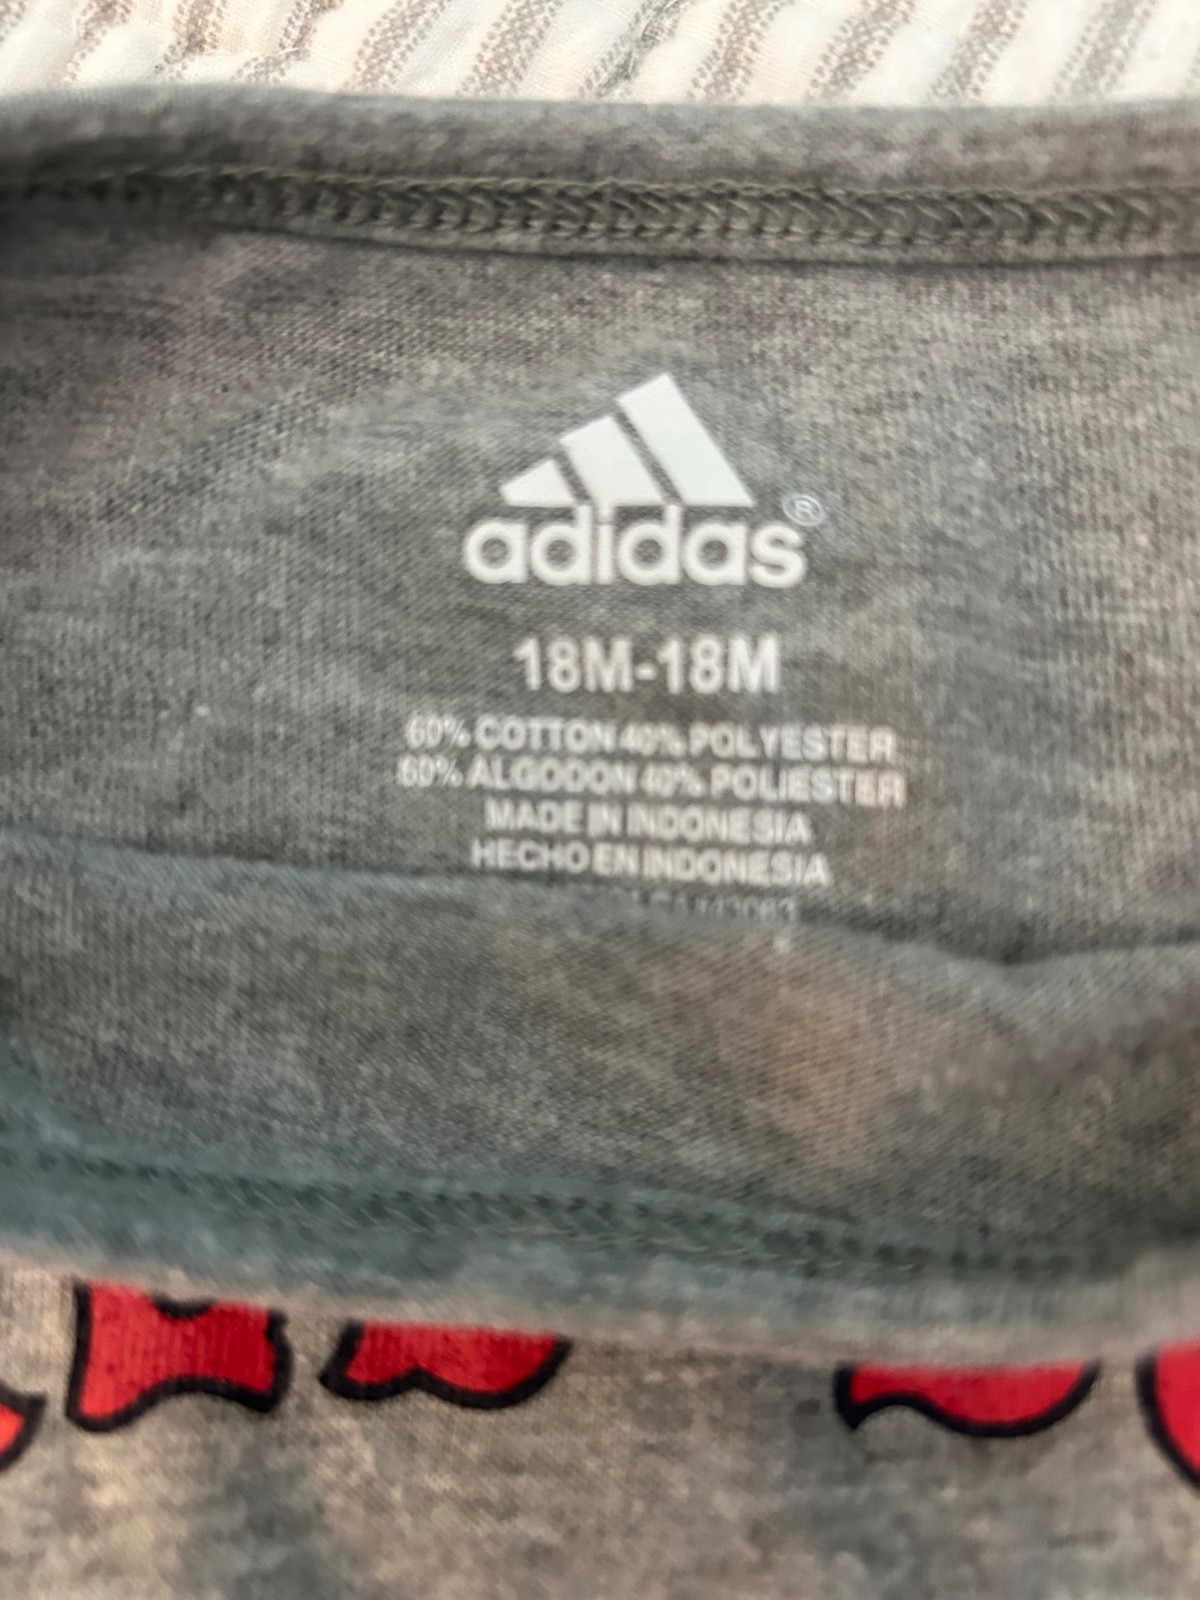 adidas®
18M-18M
60% COTTON 40% POLYESTER
60% ALGODON 40% POLIESTER
MADE IN INDONESIA
HECHO EN INDONESIA